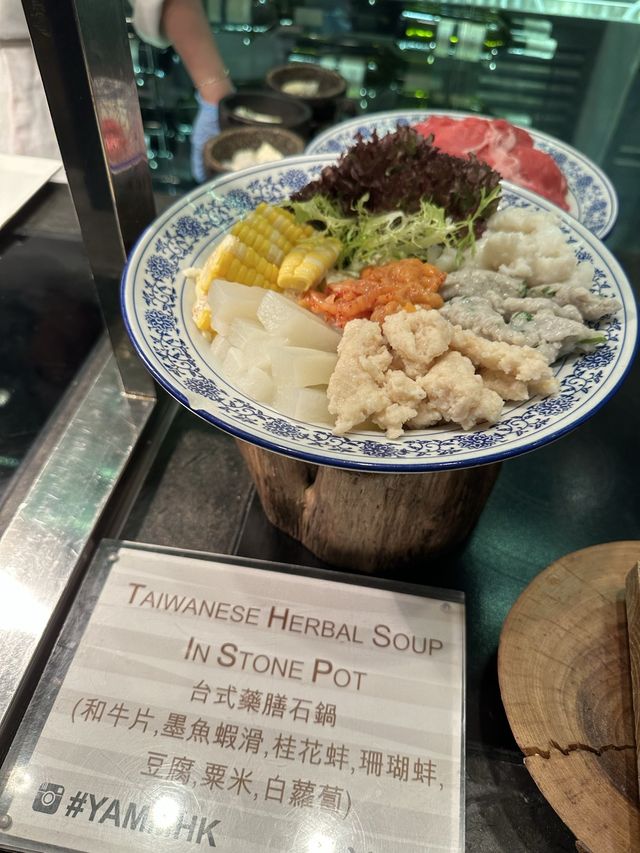 TAIWANESE HERBAL SOUP
IN STONE POT
台式藥膳石鍋
(和牛片,墨魚蝦滑,桂花蚌,珊瑚蚌,
豆腐,粟米,白蘿蔔)